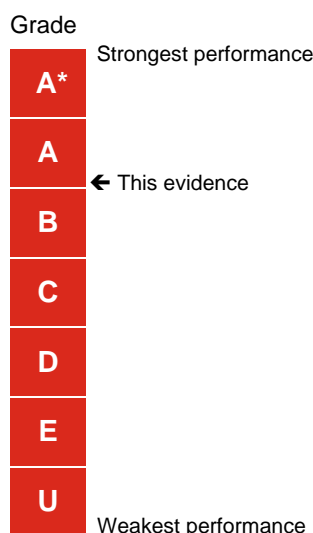 Grade
Strongest performance
A*
A
← This evidence
B
C
D
E
U
Weakest performance